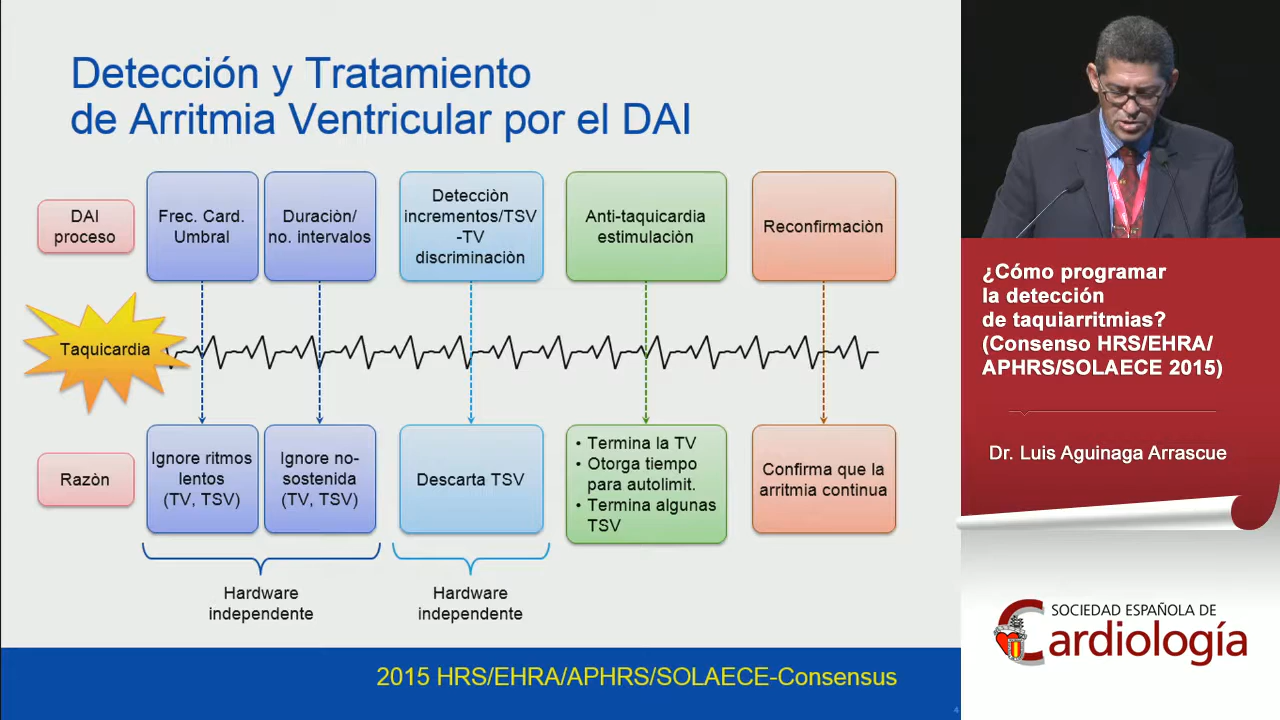 Detección y Tratamiento
de Arritmia Ventricular por el DAI
DAI
proceso
Frec. Card.
Umbral
Duraciòn/
no. intervalos
Detecciòn
incrementos/TSV
-TV
discriminaciòn
Anti-taquicardia
estimulaciòn
Reconfirmaciòn
Taquicardia
Razòn
Ignore ritmos
lentos
(TV, TSV)
Ignore no-
sostenida
(TV, TSV)
Descarta TSV
• Termina la TV
• Otorga tiempo
para autolimit.
• Termina algunas
TSV
Confirma que la
arritmia continua
Hardware
independente
Hardware
independente
2015 HRS/EHRA/APHRS/SOLAECE-Consensus
4
¿Cómo programar
la detección
de taquiarritmias?
(Consenso HRS/EHRA/
APHRS/SOLAECE 2015)
Dr. Luis Aguinaga Arrascue
SOCIEDAD ESPAÑOLA DE
Cardiología